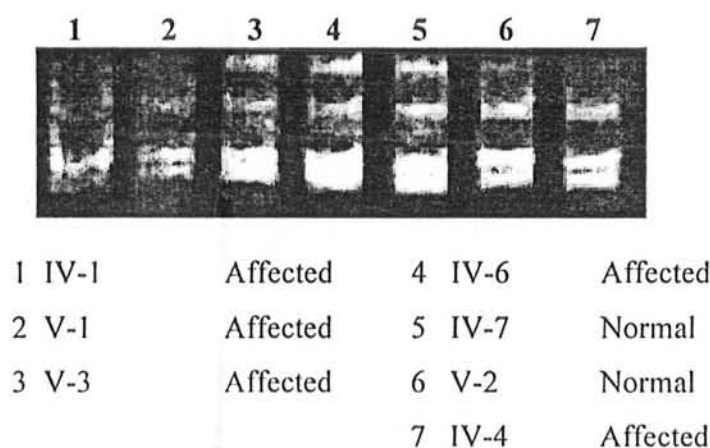 1 2 3 4 5 6 7
1 IV-1 Affected 4 IV-6 Affected
2 V-1 Affected 5 IV-7 Normal
3 V-3 Affected 6 V-2 Normal
7 IV-4 Affected